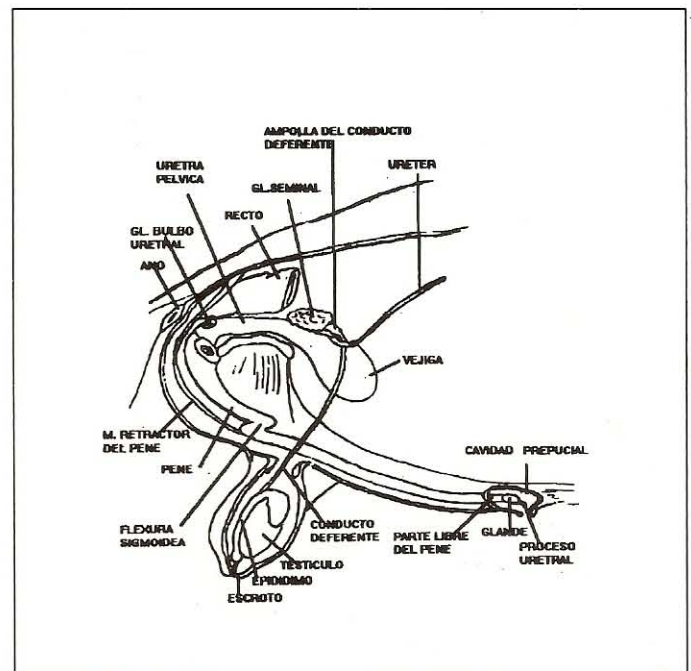 AMPOLLA DEL CONDUCTO
DEFERENTE
URETRA
PELVICA
URETER
GL.SEMINAL
RECTO
GL. BULBO
URETRAL
ANO
VEJIGA
M. RETRACTOR
DEL PENE
PENE
CAVIDAD PREPUCIAL
FLEXURA
SIGMOIDEA
CONDUCTO
DEFERENTE
PARTE LIBRE
DEL PENE
GLANDE
PROCESO
URETRAL
TESTICULO
EPIDIDIMO
ESCROTO